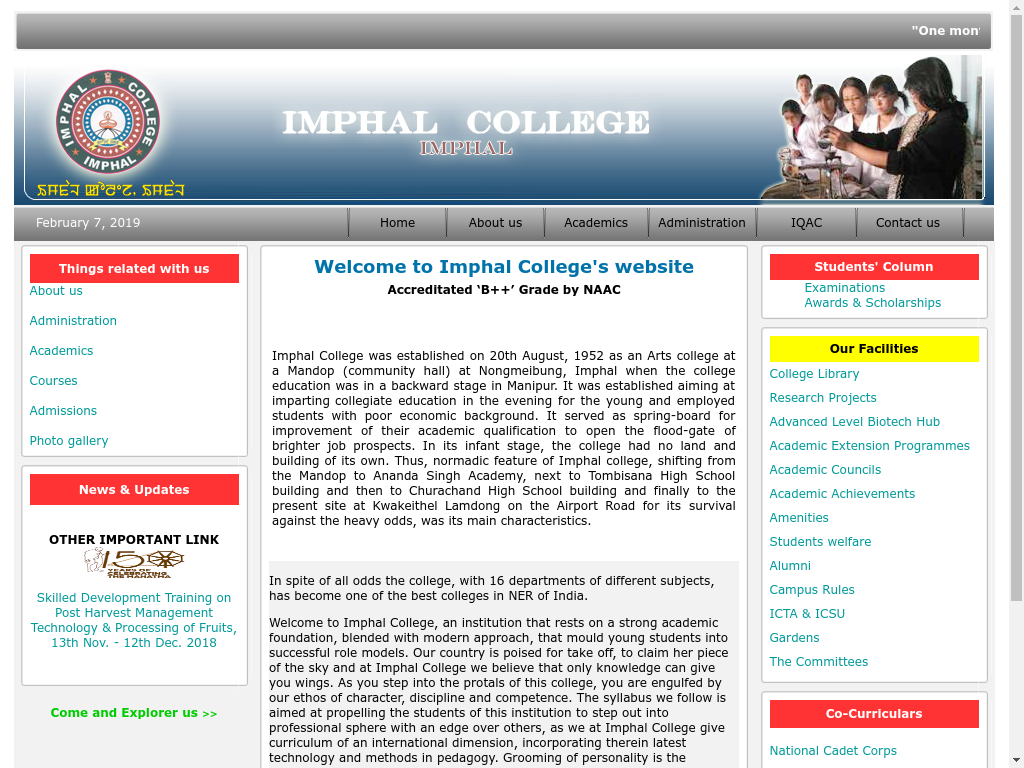 "One mon
IMPHAL COLLEGE
IMPHAL
IMPHAL COLLEGE
IMPHAL
February 7, 2019
Home
About us
Academics
Administration
IQAC
Contact us
Things related with us
About us
Administration
Academics
Courses
Admissions
Photo gallery
News & Updates
OTHER IMPORTANT LINK
150
YEARS OF
CELEBRATING
THE MAHATMA
Skilled Development Training on
Post Harvest Management
Technology & Processing of Fruits,
13th Nov. - 12th Dec. 2018
Come and Explorer us >>
Welcome to Imphal College's website
Accreditated ‘B++’ Grade by NAAC
Imphal College was established on 20th August, 1952 as an Arts college at
a Mandop (community hall) at Nongmeibung, Imphal when the college
education was in a backward stage in Manipur. It was established aiming at
imparting collegiate education in the evening for the young and employed
students with poor economic background. It served as spring-board for
improvement of their academic qualification to open the flood-gate of
brighter job prospects. In its infant stage, the college had no land and
building of its own. Thus, normadic feature of Imphal college, shifting from
the Mandop to Ananda Singh Academy, next to Tombisana High School
building and then to Churachand High School building and finally to the
present site at Kwakeithel Lamdong on the Airport Road for its survival
against the heavy odds, was its main characteristics.
In spite of all odds the college, with 16 departments of different subjects,
has become one of the best colleges in NER of India.
Welcome to Imphal College, an institution that rests on a strong academic
foundation, blended with modern approach, that mould young students into
successful role models. Our country is poised for take off, to claim her piece
of the sky and at Imphal College we believe that only knowledge can give
you wings. As you step into the protals of this college, you are engulfed by
our ethos of character, discipline and competence. The syllabus we follow is
aimed at propelling the students of this institution to step out into
professional sphere with an edge over others, as we at Imphal College give
curriculum of an international dimension, incorporating therein latest
technology and methods in pedagogy. Grooming of personality is the
Students' Column
Examinations
Awards & Scholarships
Our Facilities
College Library
Research Projects
Advanced Level Biotech Hub
Academic Extension Programmes
Academic Councils
Academic Achievements
Amenities
Students welfare
Alumni
Campus Rules
ICTA & ICSU
Gardens
The Committees
Co-Curriculars
National Cadet Corps